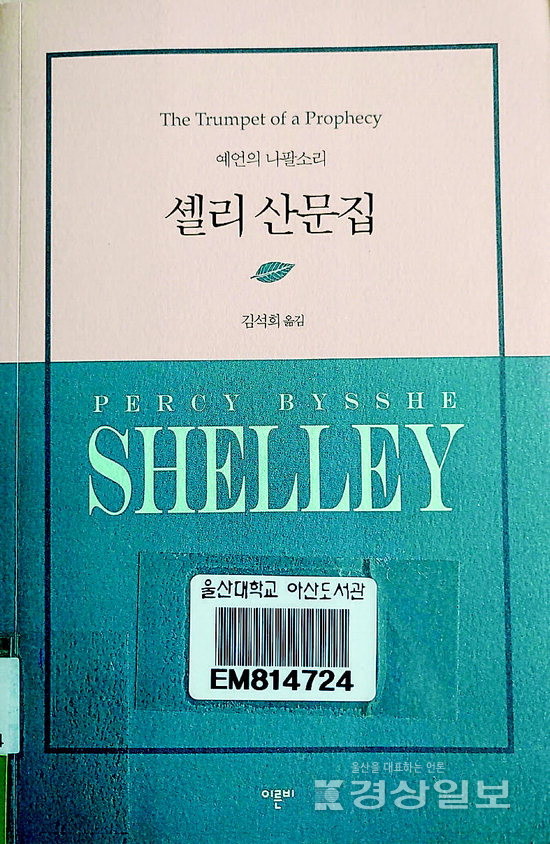 The Trumpet of a Prophecy
예언의 나팔소리
셸리 산문집
김석희 옮김
PERCY BYSSHE
SHELLEY
울산대학교 아산도서관
EM814724
4
울산을 대표하는 언론
경상일보
이른비